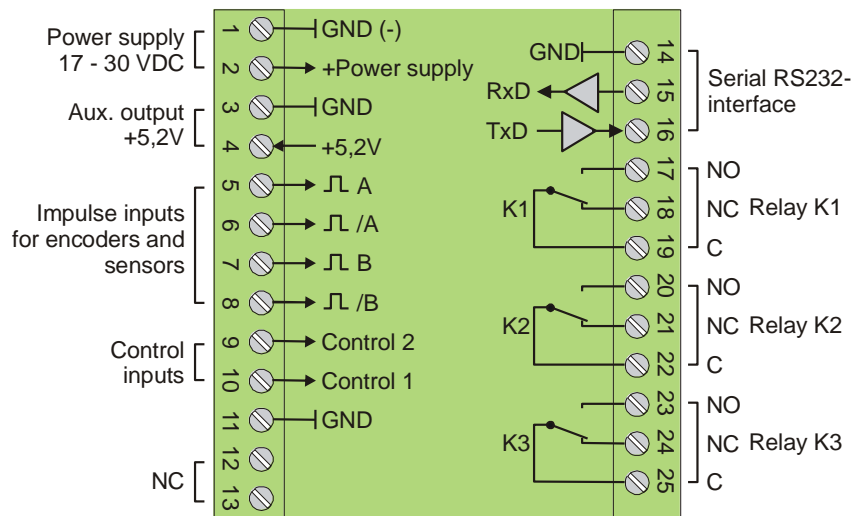 Power supply
17 - 30 VDC
Aux. output
+5,2V
Impulse inputs
for encoders and
sensors
Control
inputs
NC
1 GND (-)
2 +Power supply
3 GND
4 +5,2V
5 A
6 /A
7 B
8 /B
9 Control 2
10 Control 1
11 GND
12
13
GND 14
RxD 15
TxD 16
Serial RS232-
interface
17 NO
K1 18 NC Relay K1
19 C
20 NO
K2 21 NC Relay K2
22 C
23 NO
K3 24 NC Relay K3
25 C